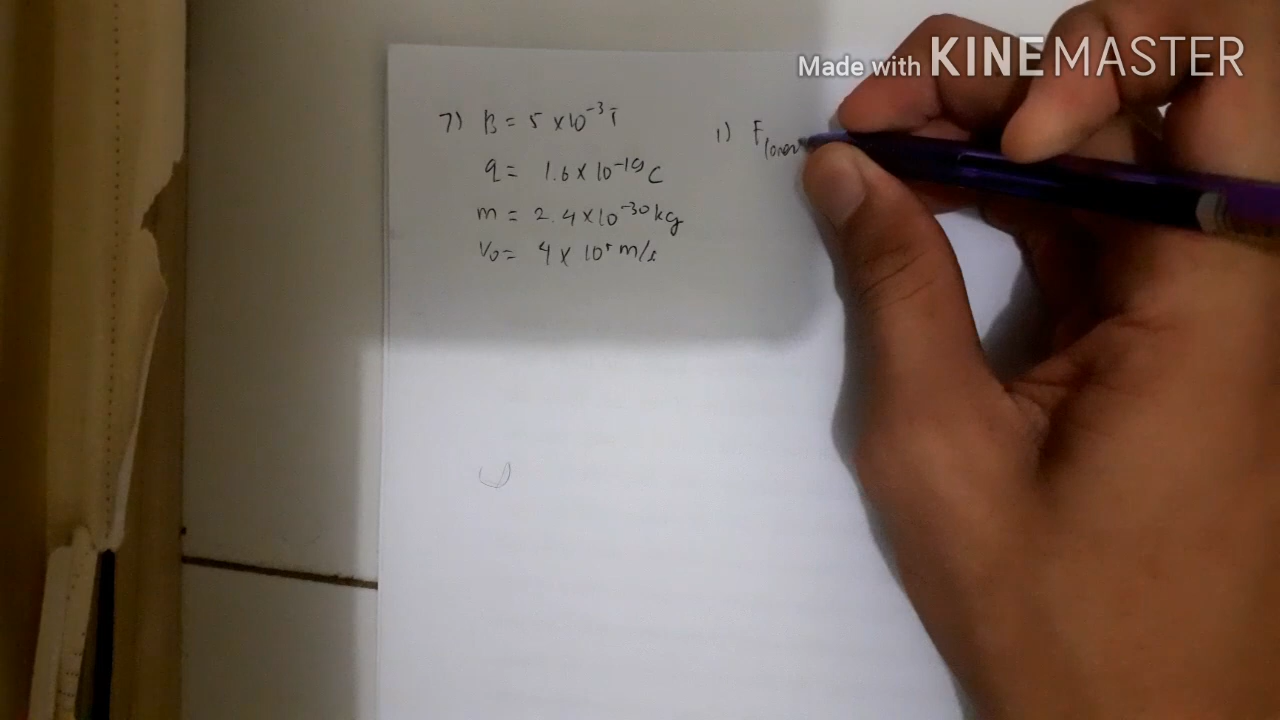 Made with KINEMASTER
7) B = 5 x 10⁻³ T
q = 1.6 x 10⁻¹⁹ C
m = 2.4 x 10⁻³⁰ kg
V₀ = 4 x 10⁵ m/s
1) F